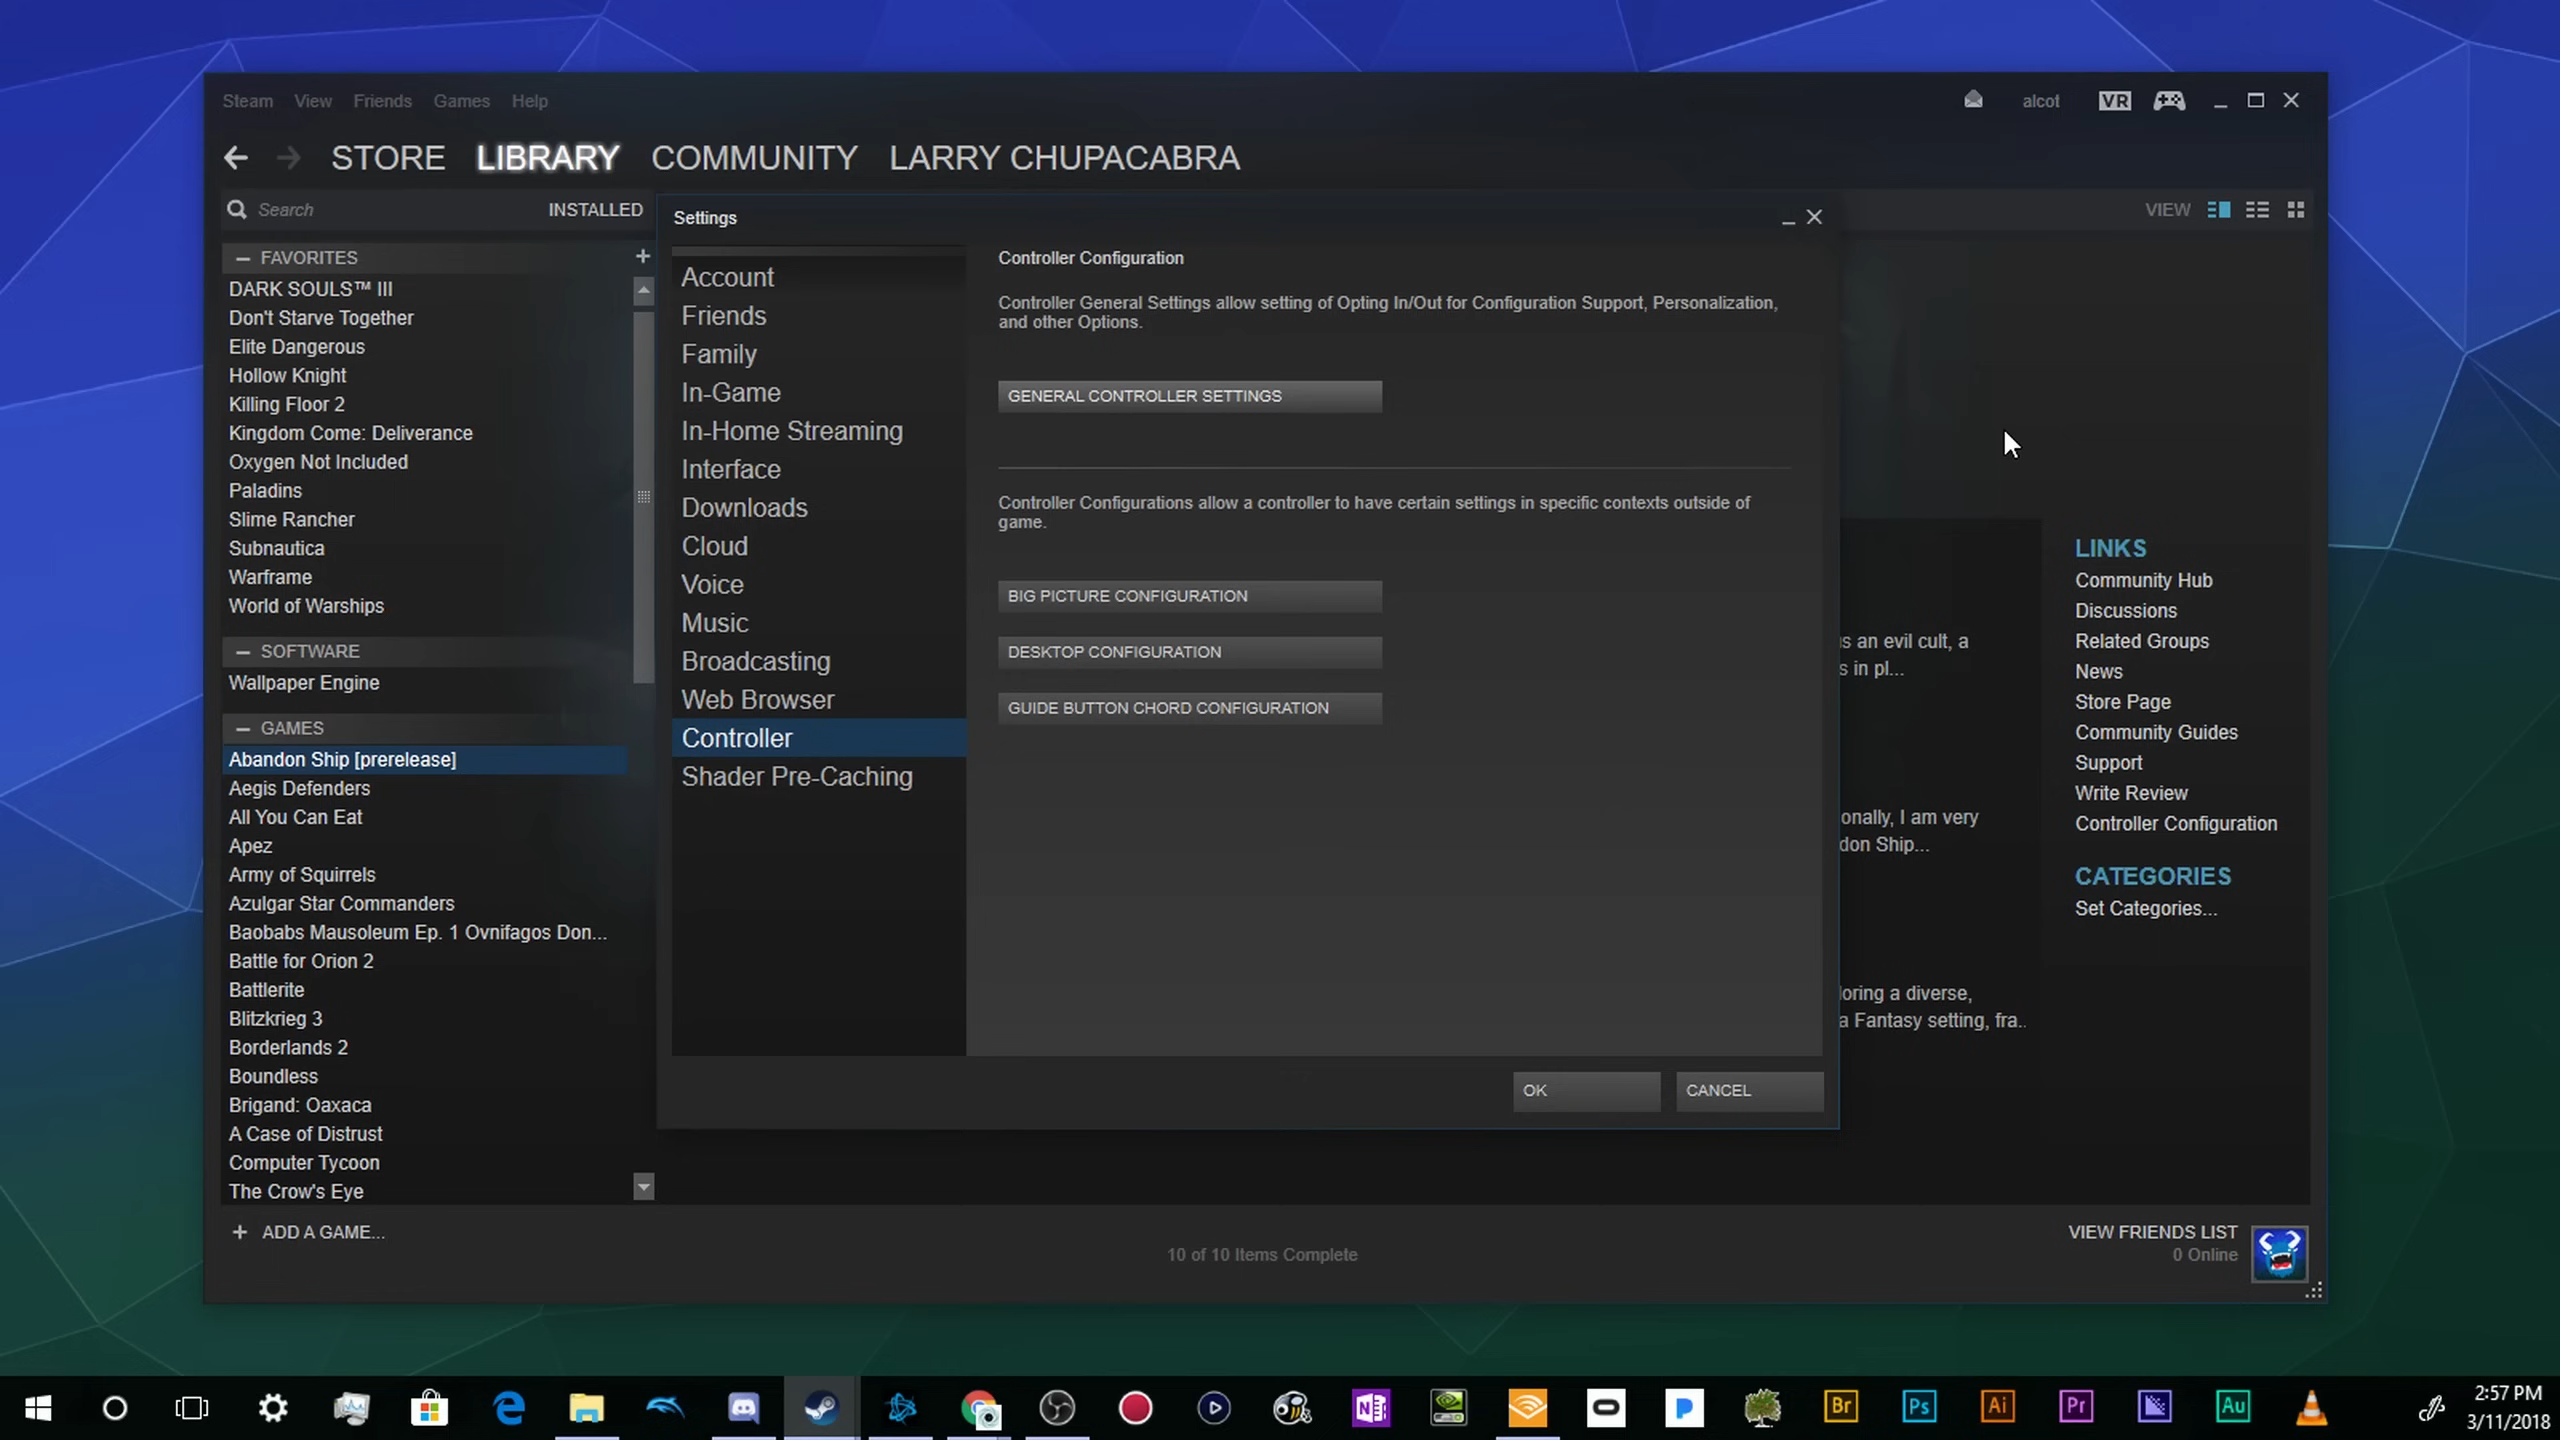 Steam View Friends Games Help
alcot
VR
STORE LIBRARY COMMUNITY LARRY CHUPACABRA
Search
INSTALLED
VIEW
FAVORITES
DARK SOULS™ III
Don't Starve Together
Elite Dangerous
Hollow Knight
Killing Floor 2
Kingdom Come: Deliverance
Oxygen Not Included
Paladins
Slime Rancher
Subnautica
Warframe
World of Warships
SOFTWARE
Wallpaper Engine
GAMES
Abandon Ship [prerelease]
Aegis Defenders
All You Can Eat
Apez
Army of Squirrels
Azulgar Star Commanders
Baobabs Mausoleum Ep. 1 Ovnifagos Don...
Battle for Orion 2
Battlerite
Blitzkrieg 3
Borderlands 2
Boundless
Brigand: Oaxaca
A Case of Distrust
Computer Tycoon
The Crow's Eye
+ ADD A GAME...
Settings
Account
Friends
Family
In-Game
In-Home Streaming
Interface
Downloads
Cloud
Voice
Music
Broadcasting
Web Browser
Controller
Shader Pre-Caching
Controller Configuration
Controller General Settings allow setting of Opting In/Out for Configuration Support, Personalization,
and other Options.
GENERAL CONTROLLER SETTINGS
Controller Configurations allow a controller to have certain settings in specific contexts outside of
game.
BIG PICTURE CONFIGURATION
DESKTOP CONFIGURATION
GUIDE BUTTON CHORD CONFIGURATION
OK
CANCEL
s an evil cult, a
s in pl...
onally, I am very
don Ship...
loring a diverse,
a Fantasy setting, fra..
LINKS
Community Hub
Discussions
Related Groups
News
Store Page
Community Guides
Support
Write Review
Controller Configuration
CATEGORIES
Set Categories...
10 of 10 Items Complete
VIEW FRIENDS LIST
0 Online
N Br Ps Ai Pr Au
2:57 PM
3/11/2018